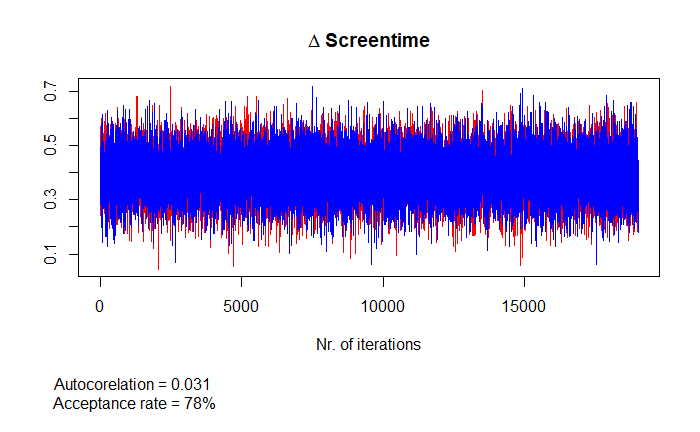 Δ Screentime
0.7
0.5
0.3
0.1
0
5000
10000
15000
Nr. of iterations
Autocorelation = 0.031
Acceptance rate = 78%